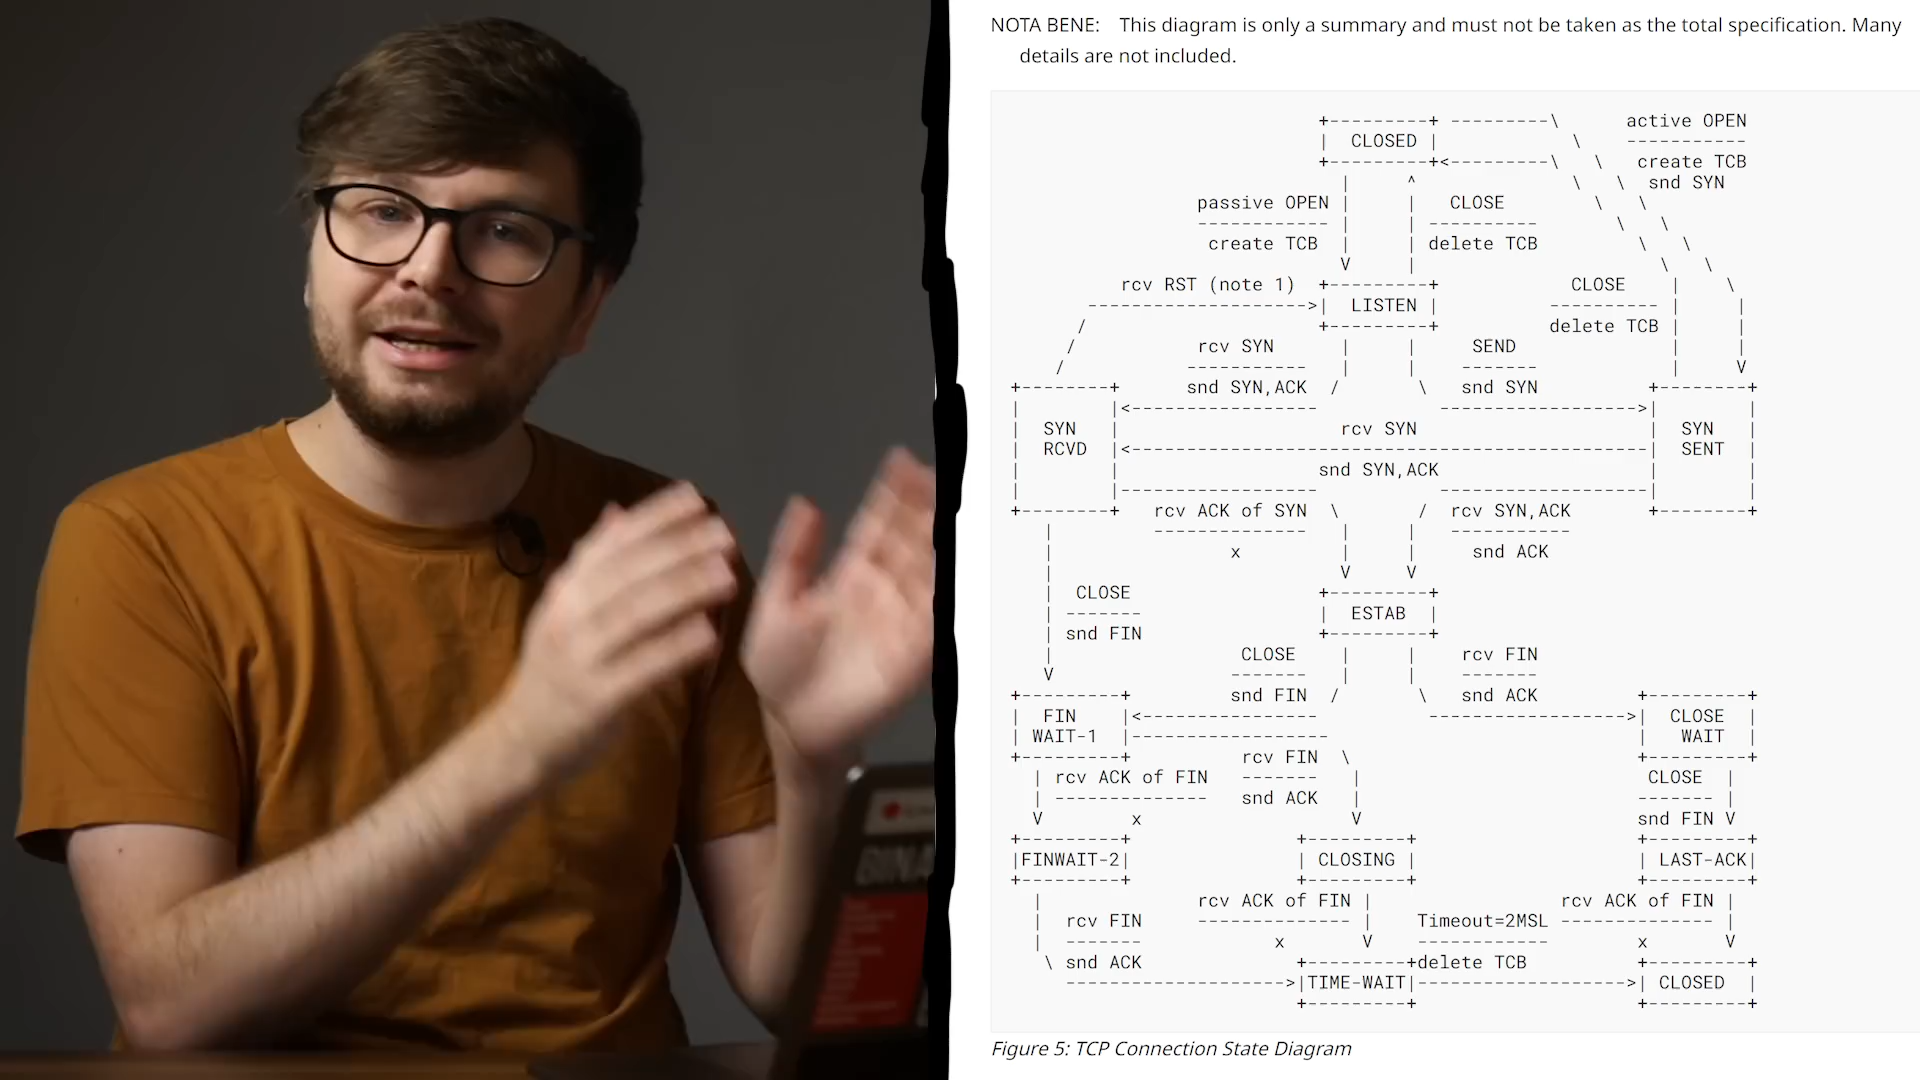 NOTA BENE: This diagram is only a summary and must not be taken as the total specification. Many
details are not included.
+---------+ ---------\ active OPEN
| CLOSED | \ -----------
+---------+<---------\ \ create TCB
| ^ \ \ snd SYN
passive OPEN | | CLOSE \ \
------------ | | ---------- \ \
create TCB | | delete TCB \ \
V | \ \
rcv RST (note 1) +---------+ CLOSE | \
-------------------->| LISTEN | ---------- | |
/ +---------+ delete TCB | |
/ rcv SYN | | SEND | |
/ ----------- | | ------- | V
+--------+ snd SYN,ACK / \ snd SYN +--------+
| |<----------------- ------------------>| |
| SYN | rcv SYN | SYN |
| RCVD |<-----------------------------------------------| SENT |
| | snd SYN,ACK | |
| |------------------ -------------------| |
+--------+ rcv ACK of SYN \ / rcv SYN,ACK +--------+
| -------------- | | -----------
| x | | snd ACK
| V V
| CLOSE +---------+
| ------- | ESTAB |
| snd FIN +---------+
| CLOSE | | rcv FIN
V ------- | | -------
+---------+ snd FIN / \ snd ACK +---------+
| FIN |<---------------- ------------------>| CLOSE |
| WAIT-1 |------------------ | WAIT |
+---------+ rcv FIN \ +---------+
| rcv ACK of FIN ------- | CLOSE |
| -------------- snd ACK | ------- |
V x V snd FIN V
+---------+ +---------+ +---------+
|FINWAIT-2| | CLOSING | | LAST-ACK|
+---------+ +---------+ +---------+
| rcv ACK of FIN | rcv ACK of FIN |
| rcv FIN -------------- | Timeout=2MSL -------------- |
| ------- x V ------------ x V
\ snd ACK +---------+delete TCB +---------+
-------------------->|TIME-WAIT|------------------->| CLOSED |
+---------+ +---------+
Figure 5: TCP Connection State Diagram